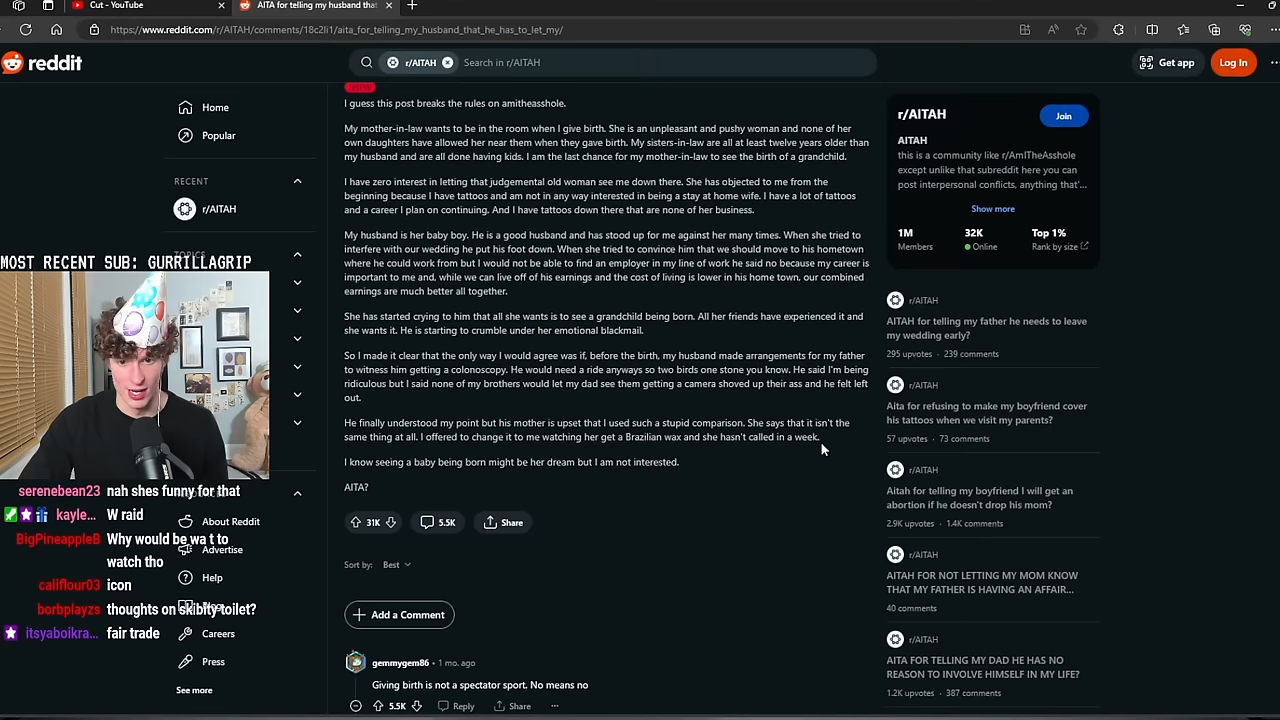 Cut - YouTube
AITA for telling my husband that
https://www.reddit.com/r/AITAH/comments/18c2li1/aita_for_telling_my_husband_that_he_has_to_let_my/
reddit
r/AITAH
Search in r/AITAH
Get app
Log In
Home
Popular
RECENT
r/AITAH
TOPICS
MOST RECENT SUB: GURRILLAGRIP
NSFW
I guess this post breaks the rules on amitheasshole.
My mother-in-law wants to be in the room when I give birth. She is an unpleasant and pushy woman and none of her
own daughters have allowed her near them when they gave birth. My sisters-in-law are all at least twelve years older than
my husband and are all done having kids. I am the last chance for my mother-in-law to see the birth of a grandchild.
I have zero interest in letting that judgemental old woman see me down there. She has objected to me from the
beginning because I have tattoos and am not in any way interested in being a stay at home wife. I have a lot of tattoos
and a career I plan on continuing. And I have tattoos down there that are none of her business.
My husband is her baby boy. He is a good husband and has stood up for me against her many times. When she tried to
interfere with our wedding he put his foot down. When she tried to convince him that we should move to his hometown
where he could work from but I would not be able to find an employer in my line of work he said no because my career is
important to me and, while we can live off of his earnings and the cost of living is lower in his home town, our combined
earnings are much better all together.
She has started crying to him that all she wants is to see a grandchild being born. All her friends have experienced it and
she wants it. He is starting to crumble under her emotional blackmail.
So I made it clear that the only way I would agree was if, before the birth, my husband made arrangements for my father
to witness him getting a colonoscopy. He would need a ride anyways so two birds one stone you know. He said I'm being
ridiculous but I said none of my brothers would let my dad see them getting a camera shoved up their ass and he felt left
out.
He finally understood my point but his mother is upset that I used such a stupid comparison. She says that it isn't the
same thing at all. I offered to change it to me watching her get a Brazilian wax and she hasn't called in a week.
I know seeing a baby being born might be her dream but I am not interested.
AITA?
31K
5.5K
Share
Sort by: Best
Add a Comment
gemmygem86 • 1 mo. ago
Giving birth is not a spectator sport. No means no
5.5K
Reply
Share
serenebean23 nah shes funny for that
kayle... W raid
BigPineappleB Why would be wa t to
watch tho
califlour03 icon
borbplayzs thoughts on skibity toilet?
itsyaboikra... fair trade
About Reddit
Advertise
Help
Careers
Press
See more
r/AITAH
Join
AITAH
this is a community like r/AmITheAsshole
except unlike that subreddit here you can
post interpersonal conflicts, anything that'...
Show more
1M
Members
32K
Online
Top 1%
Rank by size
r/AITAH
AITAH for telling my father he needs to leave
my wedding early?
295 upvotes · 239 comments
r/AITAH
Aita for refusing to make my boyfriend cover
his tattoos when we visit my parents?
57 upvotes · 73 comments
r/AITAH
Aitah for telling my boyfriend I will get an
abortion if he doesn't drop his mom?
2.9K upvotes · 1.4K comments
r/AITAH
AITAH FOR NOT LETTING MY MOM KNOW
THAT MY FATHER IS HAVING AN AFFAIR...
40 comments
r/AITAH
AITA FOR TELLING MY DAD HE HAS NO
REASON TO INVOLVE HIMSELF IN MY LIFE?
1.2K upvotes · 387 comments